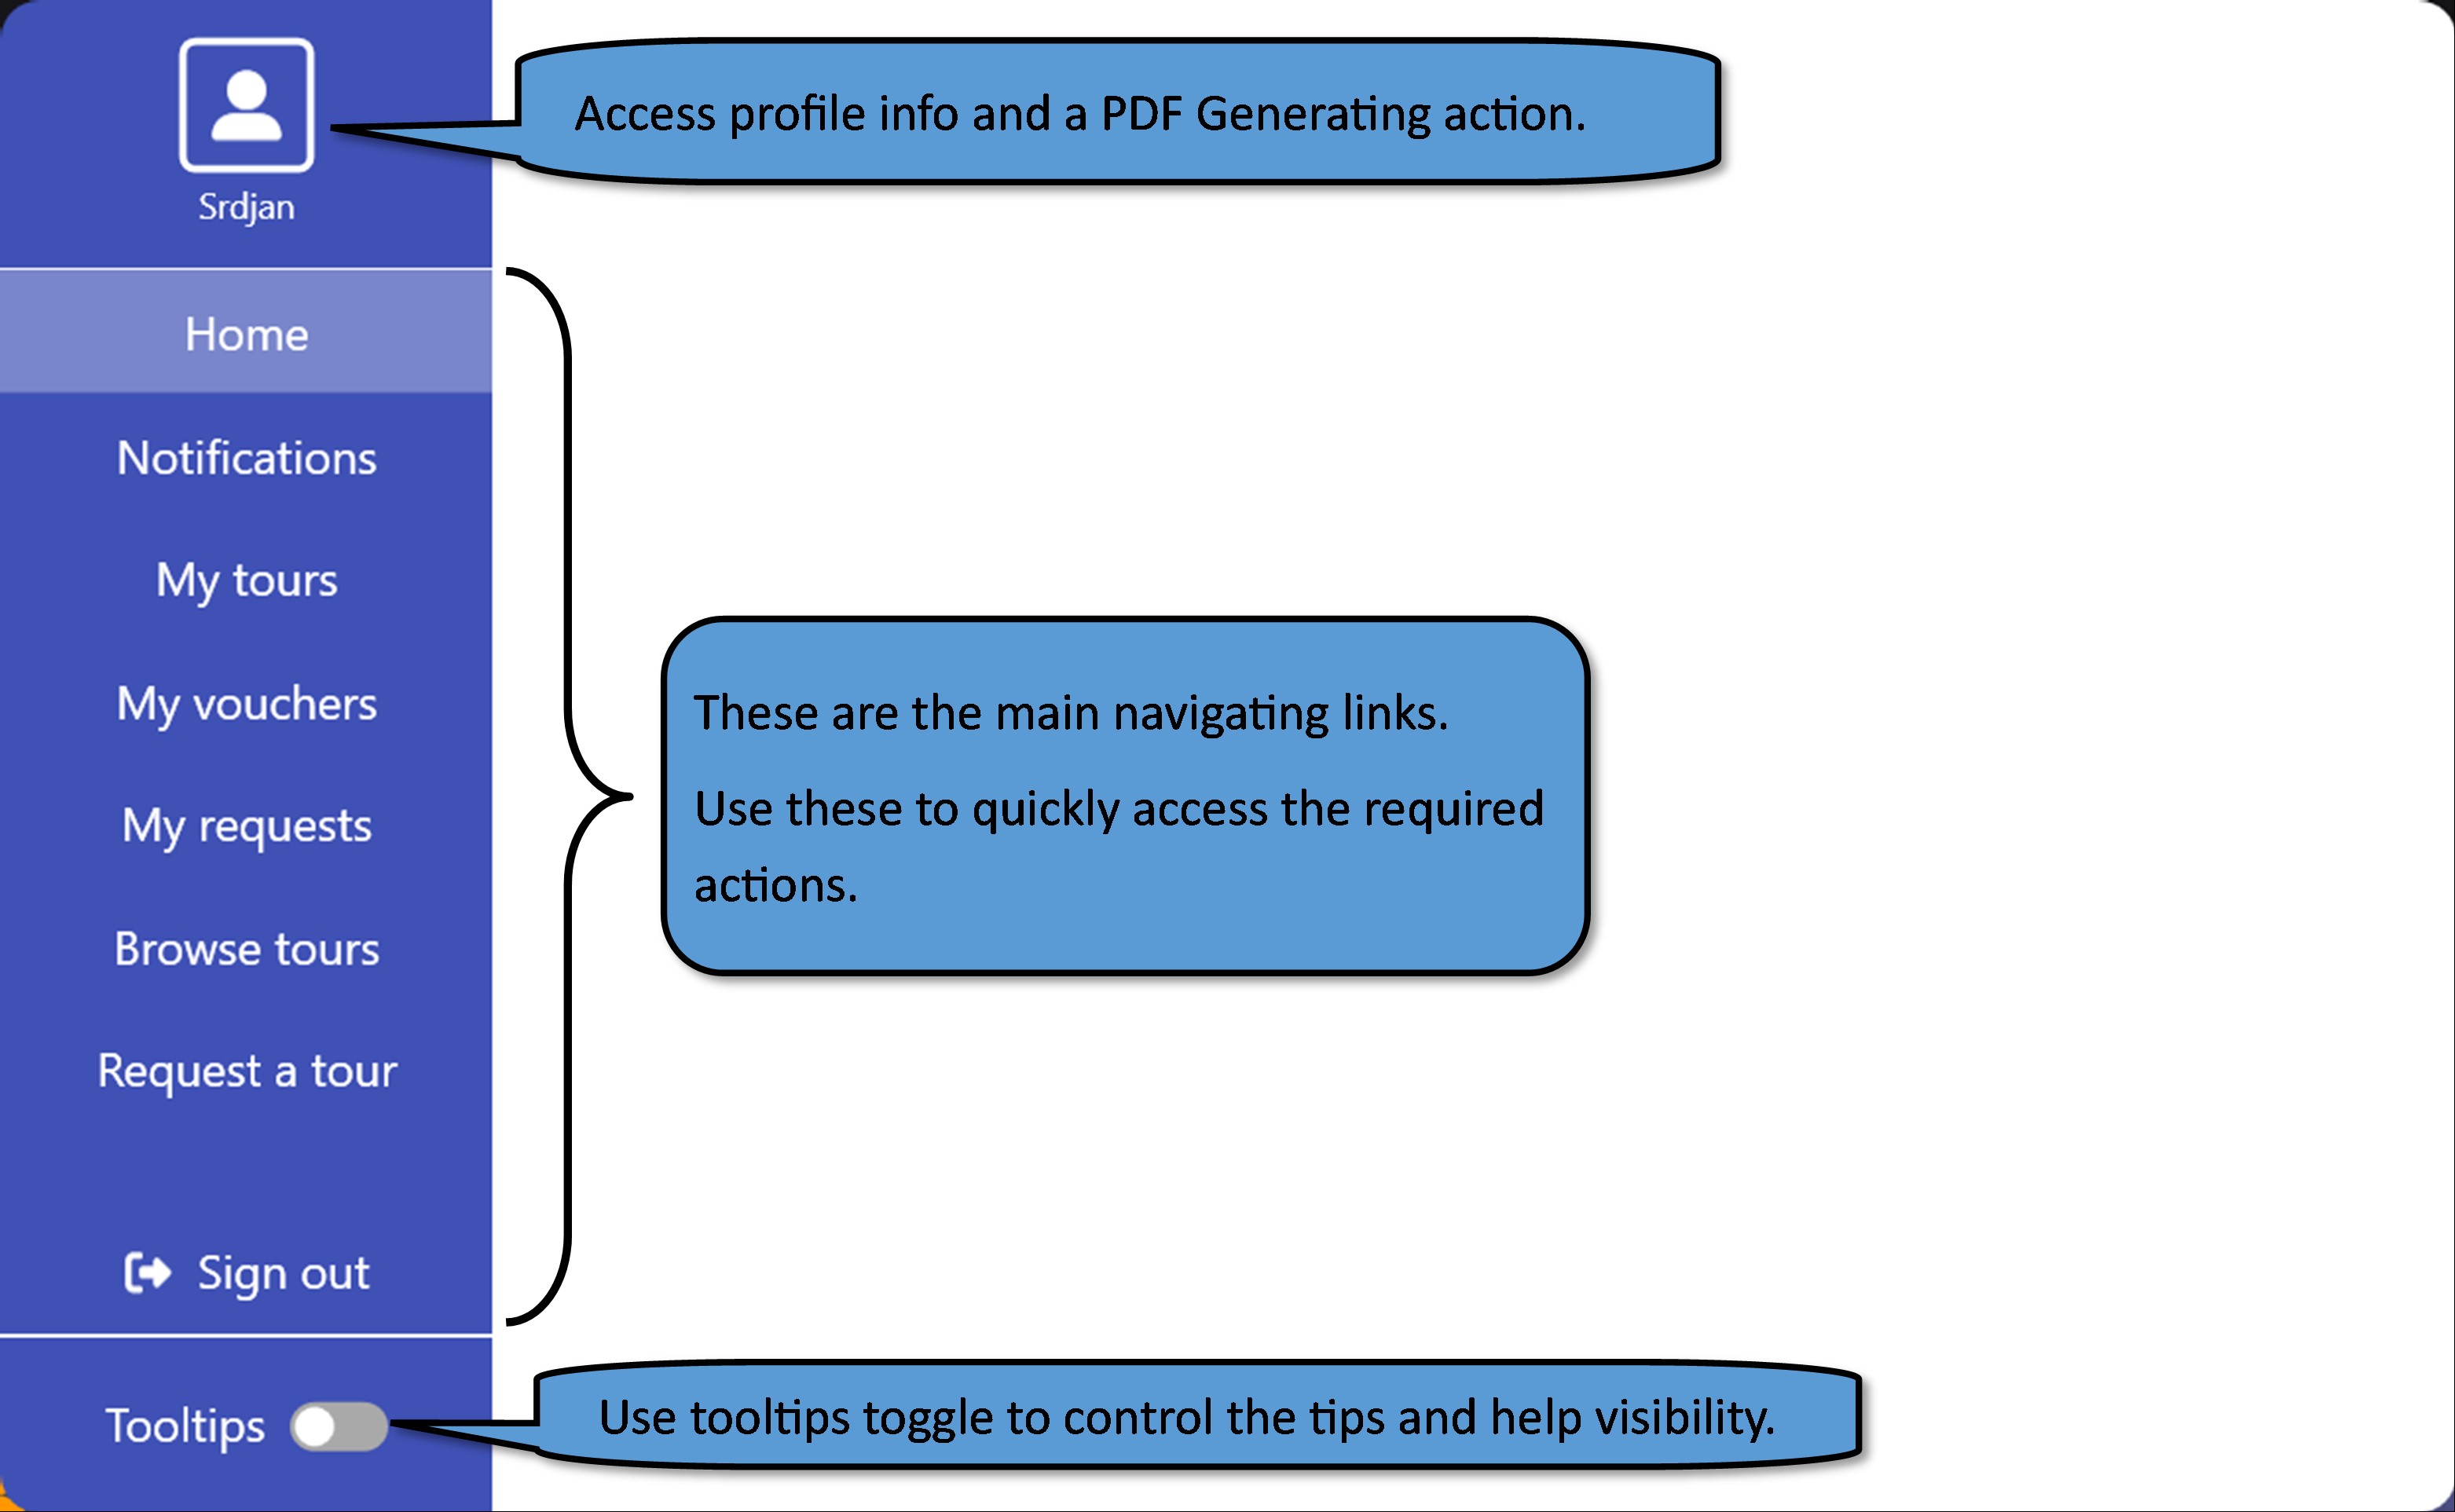 Srdjan
Access profile info and a PDF Generating action.
Home
Notifications
My tours
My vouchers
My requests
Browse tours
Request a tour
Sign out
These are the main navigating links.
Use these to quickly access the required
actions.
Tooltips
Use tooltips toggle to control the tips and help visibility.